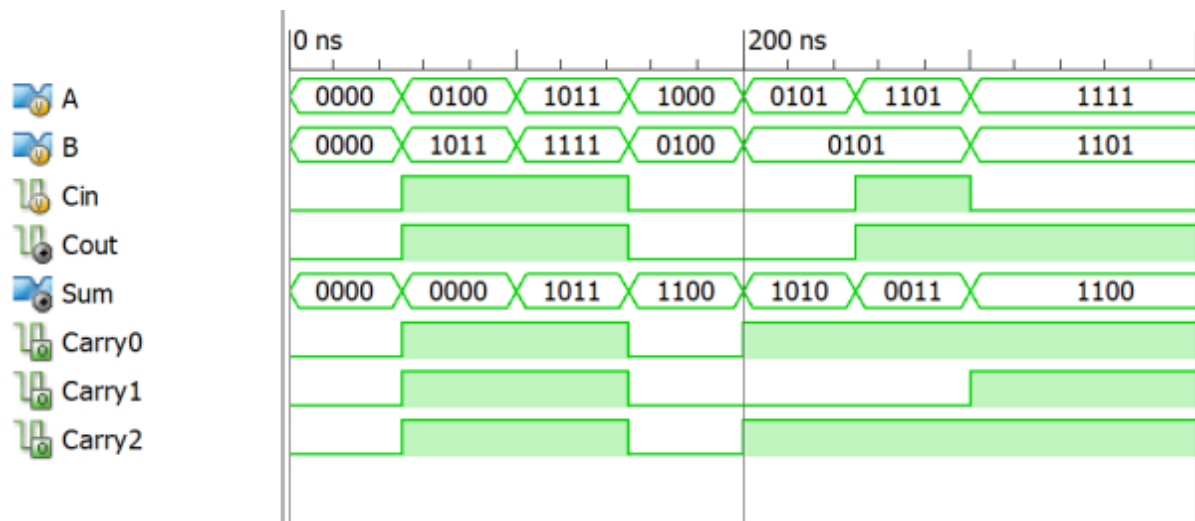 0 ns 200 ns
A 0000 0100 1011 1000 0101 1101 1111
B 0000 1011 1111 0100 0101 1101
Cin
Cout
Sum 0000 0000 1011 1100 1010 0011 1100
Carry0
Carry1
Carry2